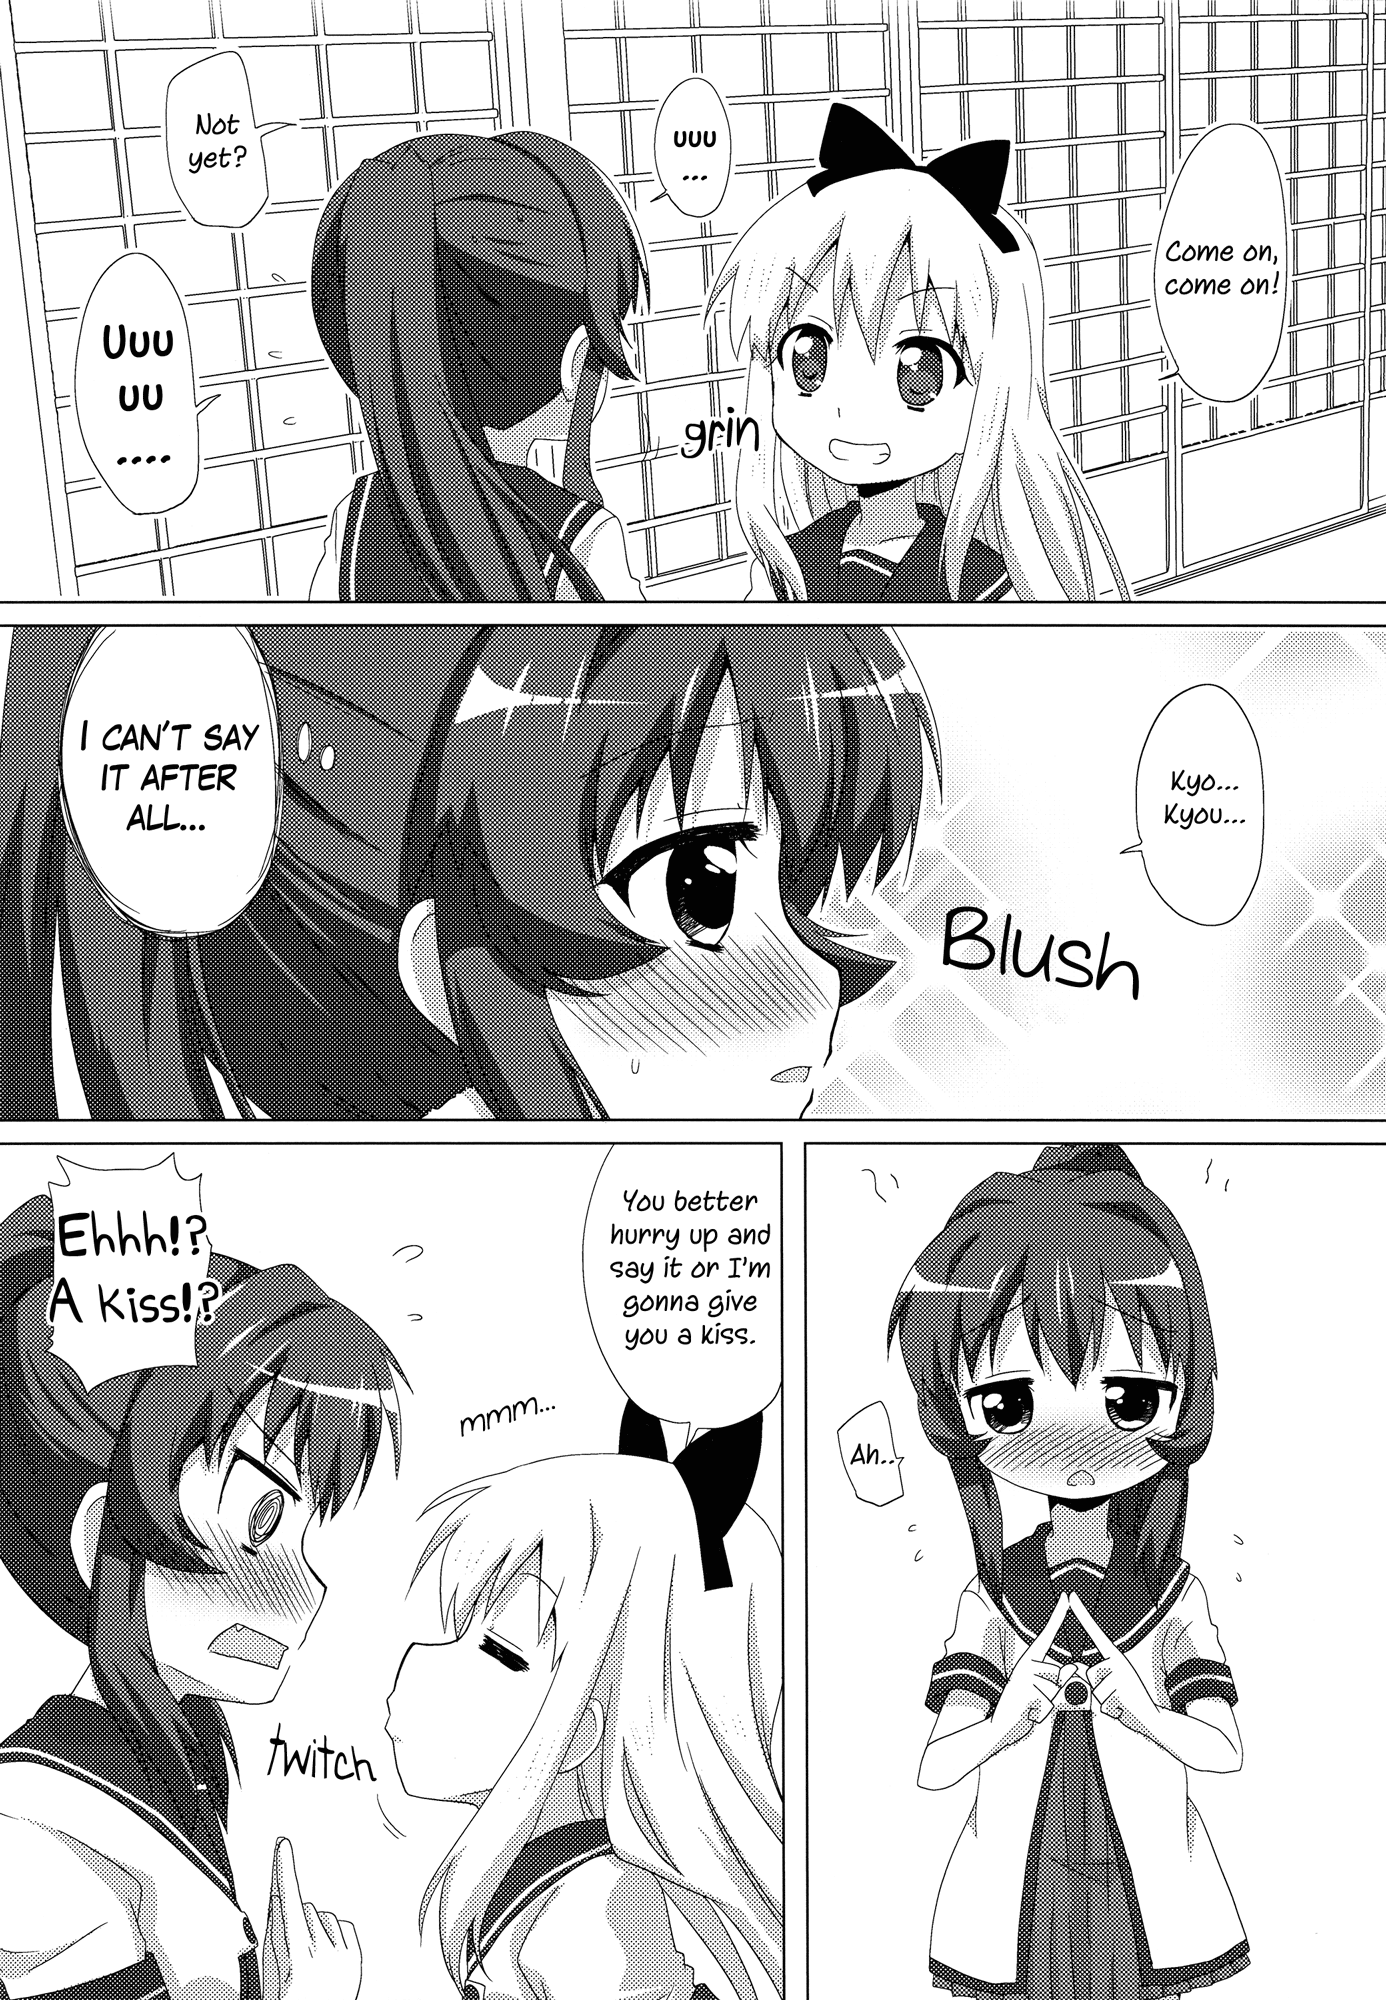 Come on,
come on!
uuu
...
grin
Not
yet?
Uuu
uu
....
Kyo...
Kyou...
Blush
I CAN'T SAY
IT AFTER
ALL...
Ah..
You better
hurry up and
say it or I'm
gonna give
you a kiss.
mmm...
Ehhh!?
A kiss!?
twitch